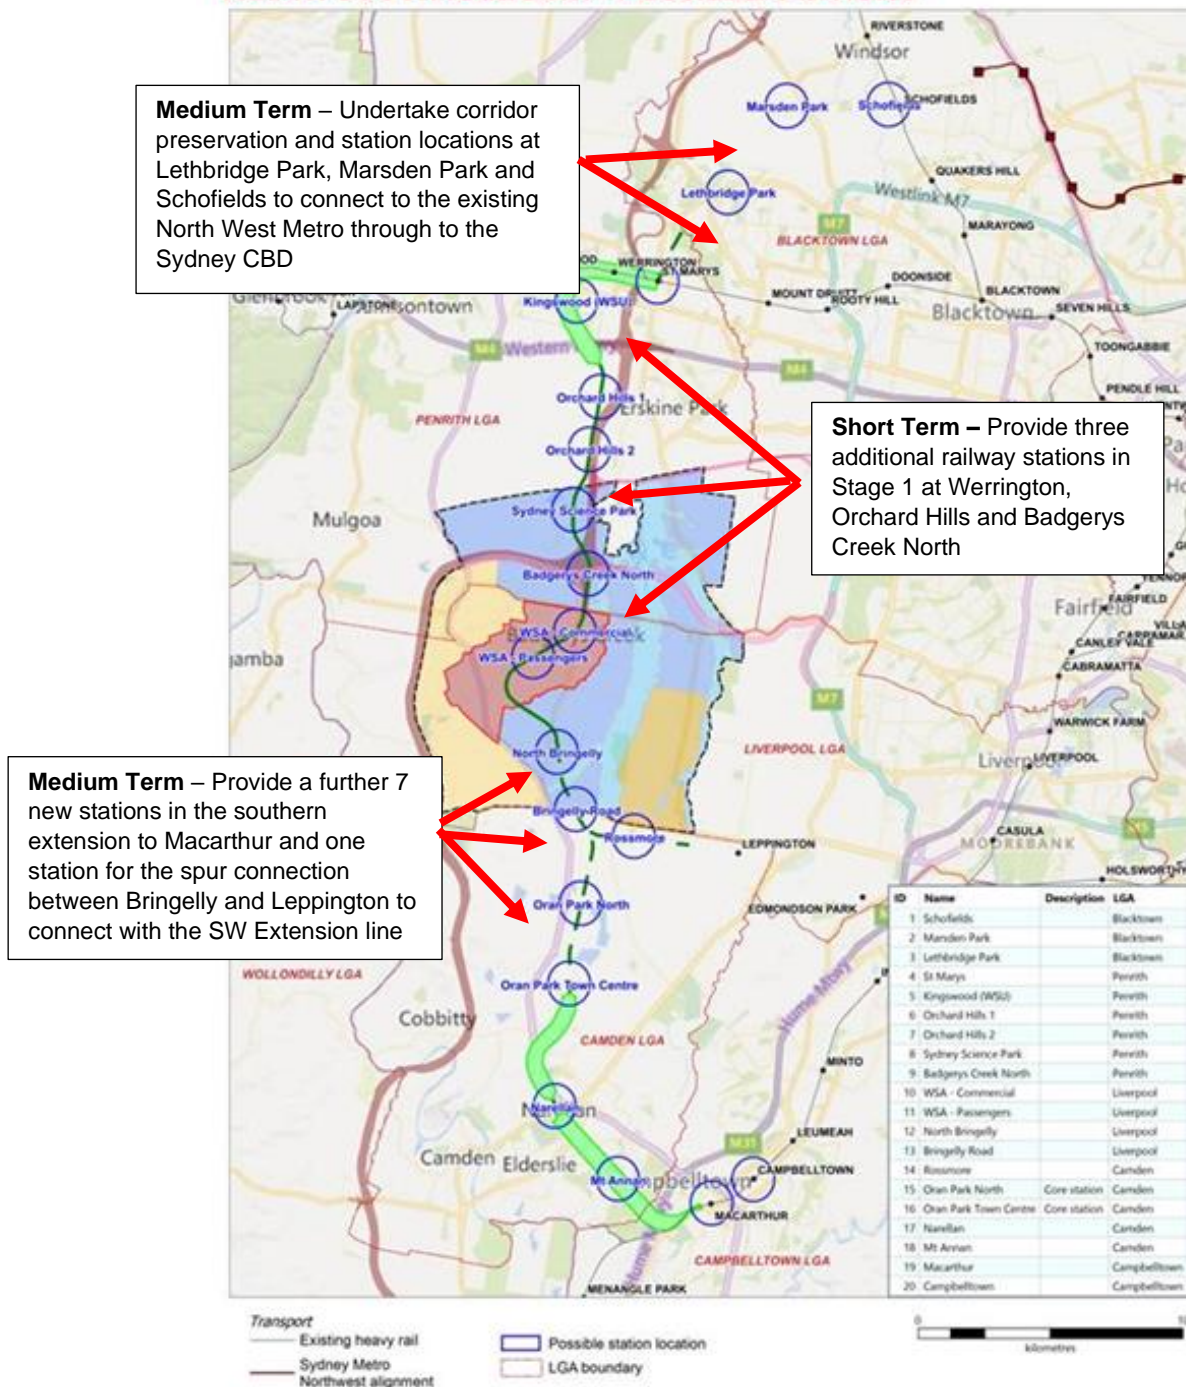 RIVERSTONE
Windsor
Marsden Park
Schofields
SCHOFIELDS
Medium Term – Undertake corridor
preservation and station locations at
Lethbridge Park, Marsden Park and
Schofields to connect to the existing
North West Metro through to the
Sydney CBD
QUAKERS HILL
Lethbridge Park
Westlink M7
M7
MARAYONG
BLACKTOWN LGA
WERRINGTON
ST MARYS
DOONSIDE
MOUNT DRUITT
ROOTY HILL
BLACKTOWN
Blacktown
SEVEN HILLS
Glenbrook
LAPSTONE
Kingswood (WSU)
TOONGABBIE
M4
Western
M4
PENDLE HILL
Orchard Hills 1
Erskine Park
PENRITH LGA
Orchard Hills 2
Short Term – Provide three
additional railway stations in
Stage 1 at Werrington,
Orchard Hills and Badgerys
Creek North
Mulgoa
Sydney Science Park
Badgerys Creek North
FAIRFIELD
Fairfield
WSA - Commercial
CANLEY VALE
WSA - Passengers
CABRAMATTA
M7
WARWICK FARM
North Bringelly
LIVERPOOL LGA
Liverpool
LIVERPOOL
Medium Term – Provide a further 7
new stations in the southern
extension to Macarthur and one
station for the spur connection
between Bringelly and Leppington to
connect with the SW Extension line
Bringelly Road
Rossmore
LEPPINGTON
CASULA
MOOREBANK
HOLSWORTHY
Oran Park North
EDMONDSON PARK
WOLLONDILLY LGA
Oran Park Town Centre
Hume Mwy
Cobbitty
CAMDEN LGA
MINTO
Narellan
LEUMEAH
M31
Camden
Elderslie
Mt Annan
CAMPBELLTOWN
MACARTHUR
CAMPBELLTOWN LGA
MENANGLE PARK
ID Name Description LGA
1 Schofields Blacktown
2 Marsden Park Blacktown
3 Lethbridge Park Blacktown
4 St Marys Penrith
5 Kingswood (WSU) Penrith
6 Orchard Hills 1 Penrith
7 Orchard Hills 2 Penrith
8 Sydney Science Park Penrith
9 Badgerys Creek North Penrith
10 WSA - Commercial Liverpool
11 WSA - Passengers Liverpool
12 North Bringelly Liverpool
13 Bringelly Road Liverpool
14 Rossmore Camden
15 Oran Park North Core station Camden
16 Oran Park Town Centre Core station Camden
17 Narellan Camden
18 Mt Annan Camden
19 Macarthur Campbelltown
20 Campbelltown Campbelltown
Transport
Existing heavy rail
Sydney Metro
Northwest alignment
Possible station location
LGA boundary
0
kilometres